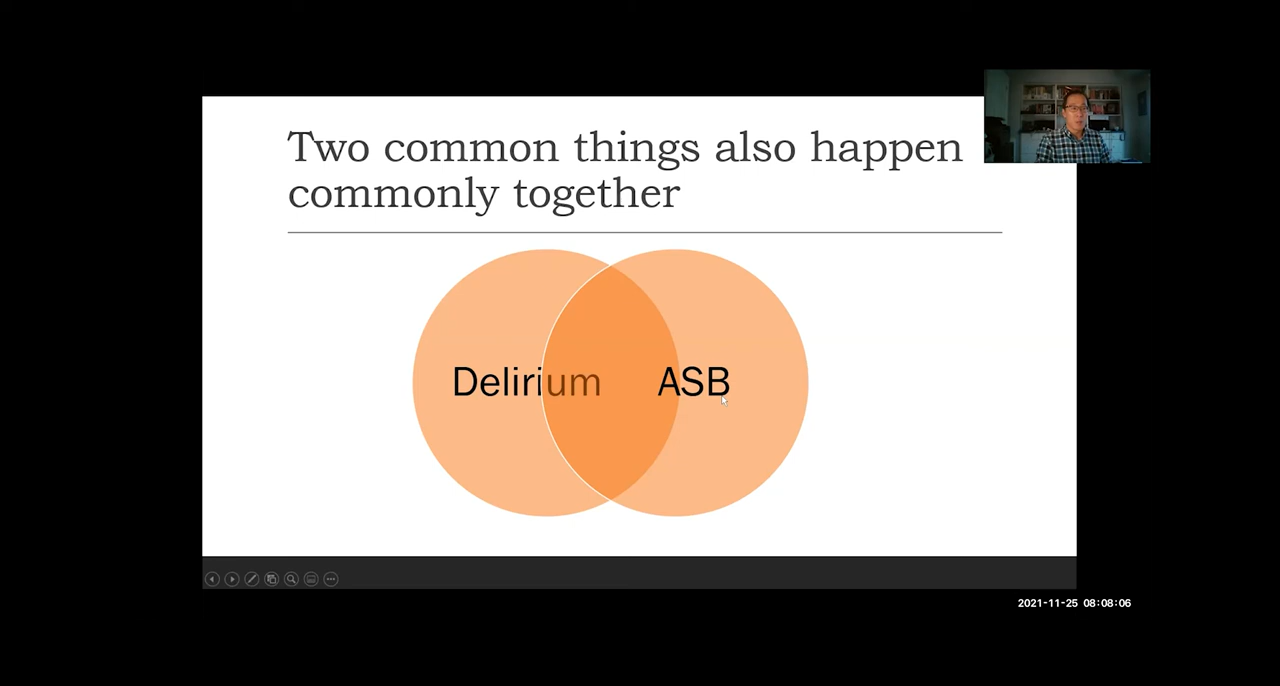 Two common things also happen
commonly together
Delirium
ASB
2021-11-25 08:08:06